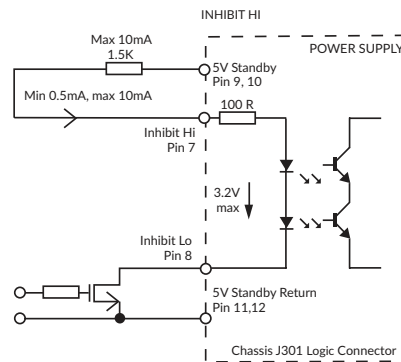 INHIBIT HI
POWER SUPPLY
Max 10mA
1.5K
5V Standby
Pin 9, 10
Min 0.5mA, max 10mA
100 R
Inhibit Hi
Pin 7
3.2V
max
Inhibit Lo
Pin 8
5V Standby Return
Pin 11,12
Chassis J301 Logic Connector